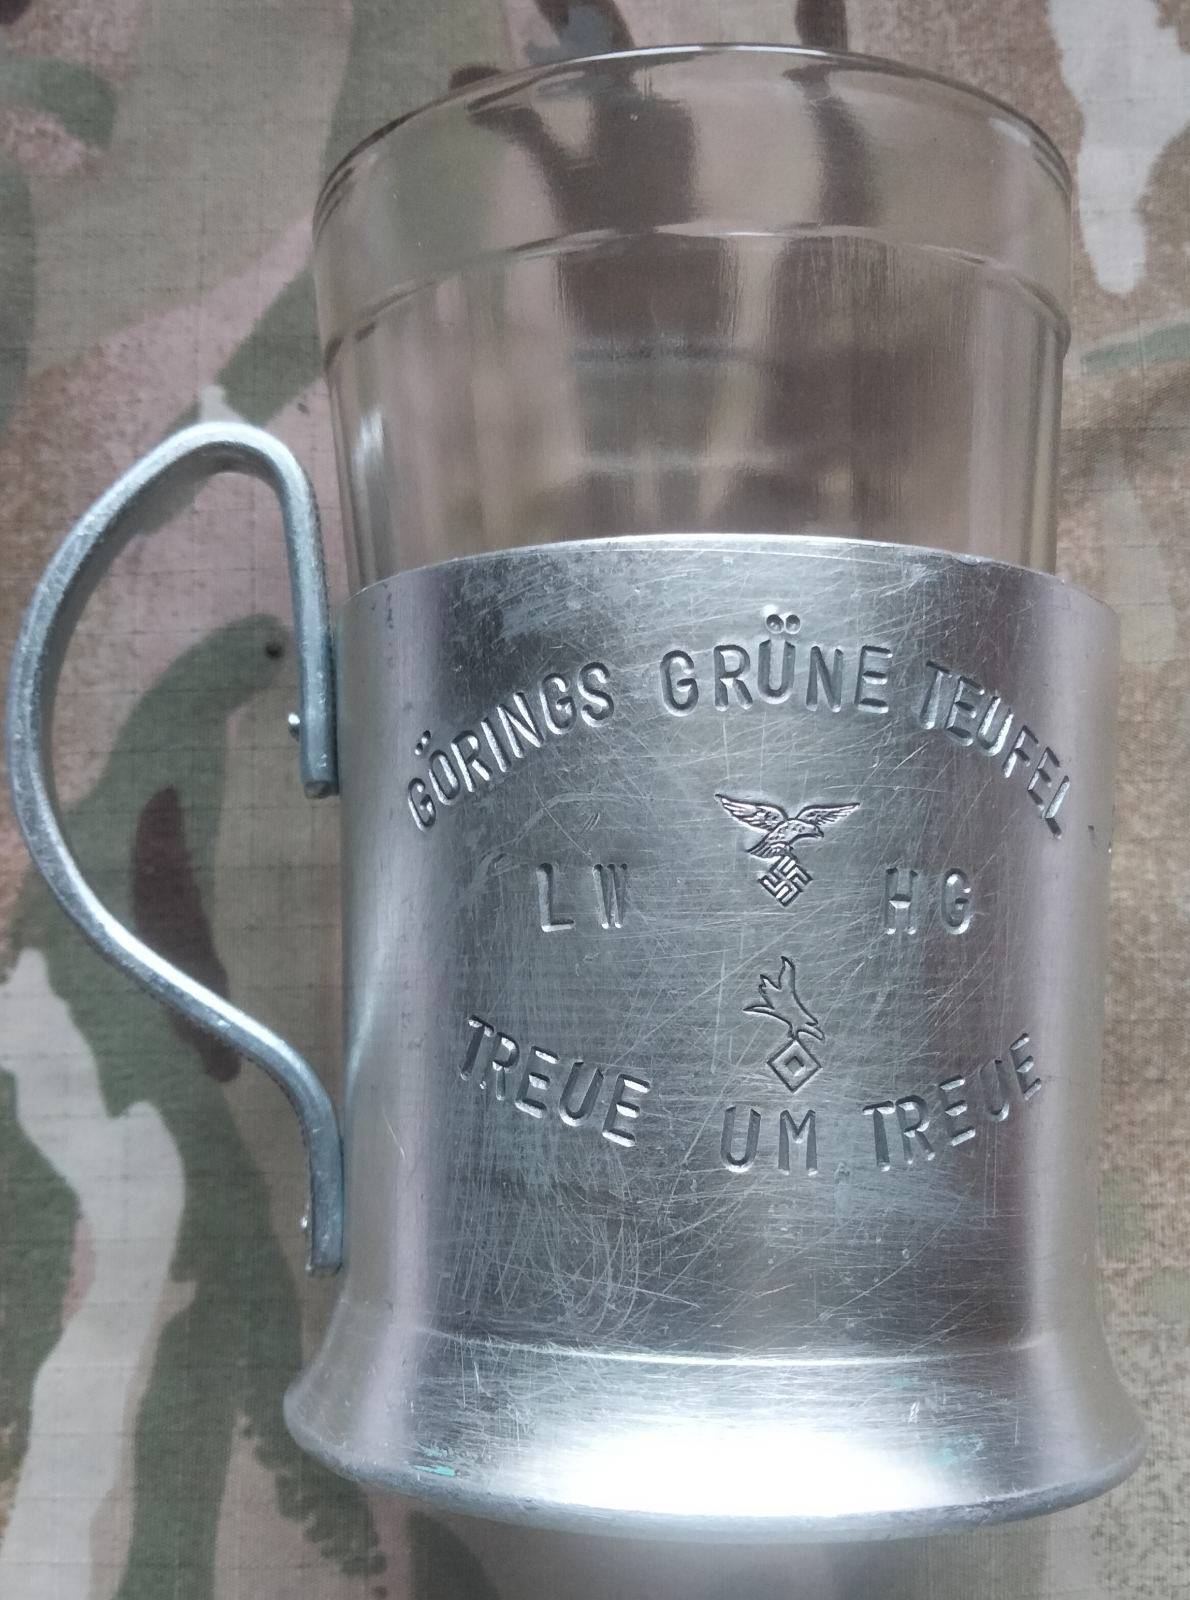 GÖRINGS GRÜNE TEUFEL
LW HG
TREUE UM TREUE